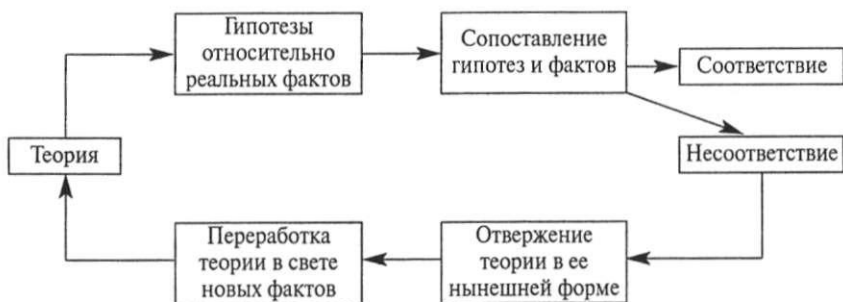 Гипотезы
относительно
реальных фактов
Сопоставление
гипотез и фактов
Соответствие
Теория
Несоответствие
Переработка
теории в свете
новых фактов
Отвержение
теории в ее
нынешней форме